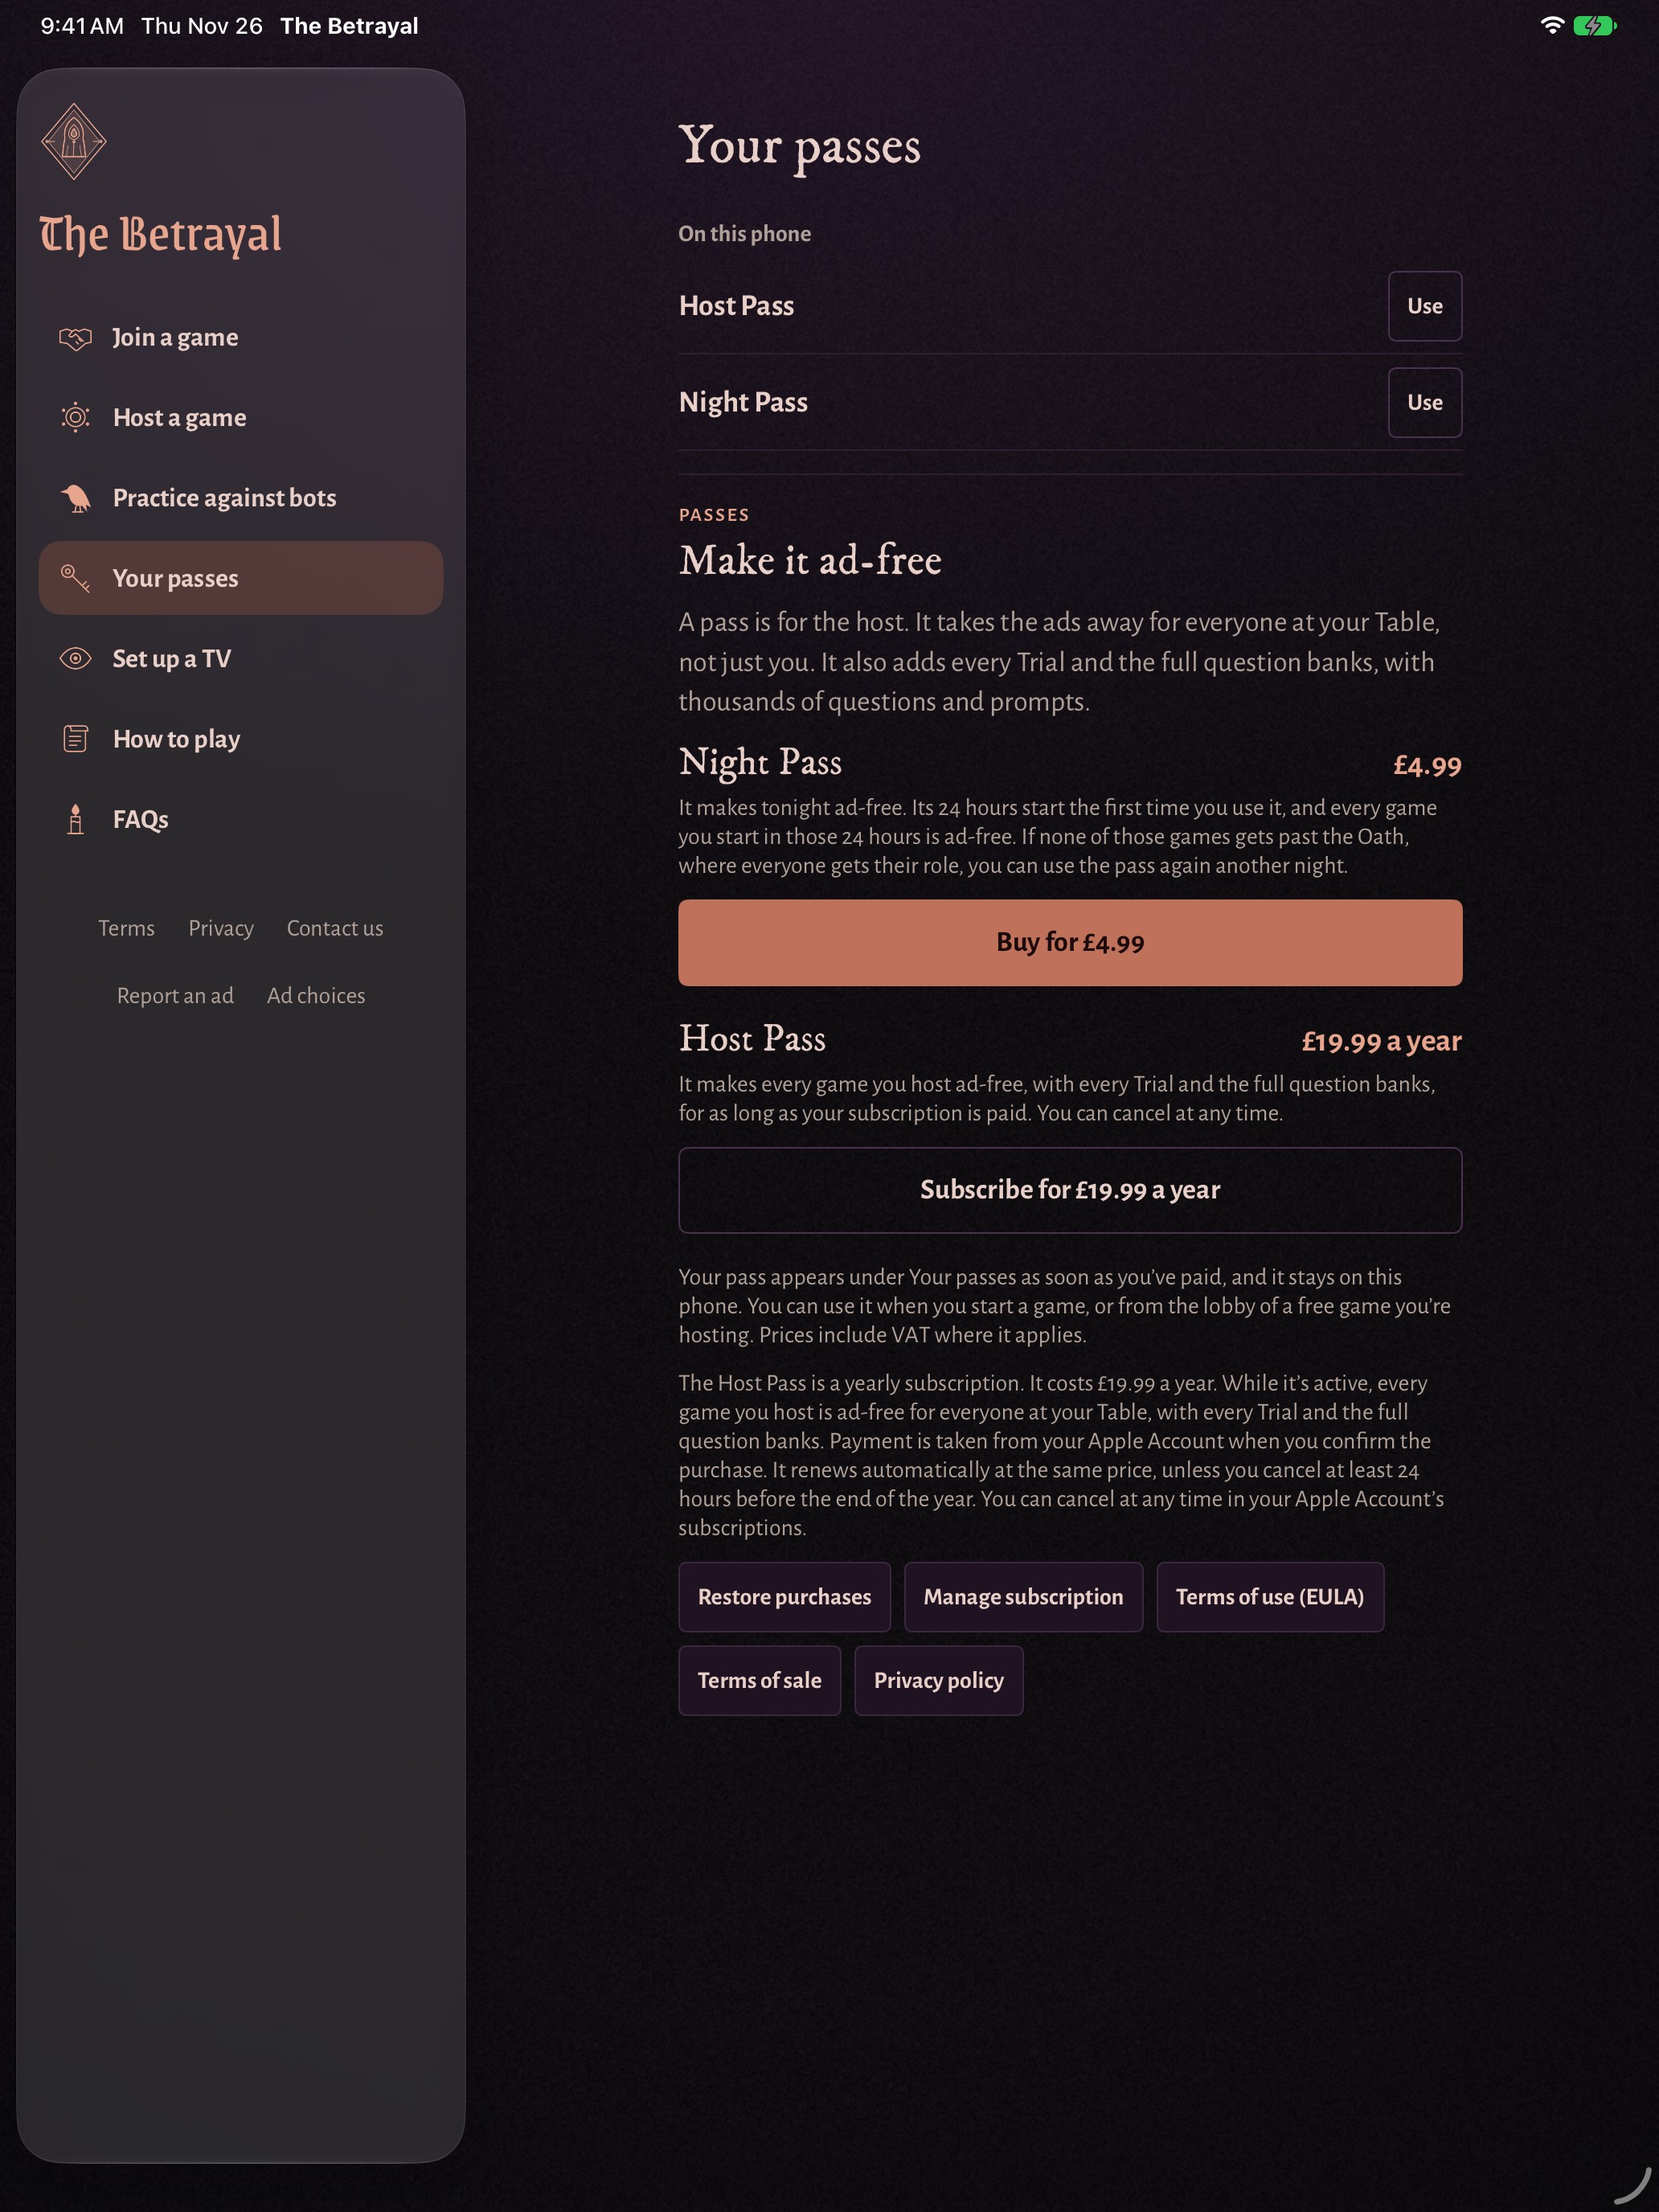 9:41 AM Thu Nov 26 The Betrayal
The Betrayal
Join a game
Host a game
Practice against bots
Your passes
Set up a TV
How to play
FAQs
Terms Privacy Contact us
Report an ad Ad choices
Your passes
On this phone
Host Pass Use
Night Pass Use
PASSES
Make it ad-free
A pass is for the host. It takes the ads away for everyone at your Table,
not just you. It also adds every Trial and the full question banks, with
thousands of questions and prompts.
Night Pass £4.99
It makes tonight ad-free. Its 24 hours start the first time you use it, and every game
you start in those 24 hours is ad-free. If none of those games gets past the Oath,
where everyone gets their role, you can use the pass again another night.
Buy for £4.99
Host Pass £19.99 a year
It makes every game you host ad-free, with every Trial and the full question banks,
for as long as your subscription is paid. You can cancel at any time.
Subscribe for £19.99 a year
Your pass appears under Your passes as soon as you’ve paid, and it stays on this
phone. You can use it when you start a game, or from the lobby of a free game you’re
hosting. Prices include VAT where it applies.
The Host Pass is a yearly subscription. It costs £19.99 a year. While it’s active, every
game you host is ad-free for everyone at your Table, with every Trial and the full
question banks. Payment is taken from your Apple Account when you confirm the
purchase. It renews automatically at the same price, unless you cancel at least 24
hours before the end of the year. You can cancel at any time in your Apple Account’s
subscriptions.
Restore purchases Manage subscription Terms of use (EULA)
Terms of sale Privacy policy